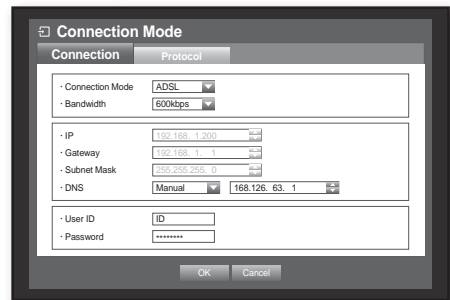 Connection Mode
Connection Protocol
· Connection Mode ADSL
· Bandwidth 600kbps
· IP 192.168. 1.200
· Gateway 192.168. 1. 1
· Subnet Mask 255.255.255. 0
· DNS Manual 168.126. 63. 1
· User ID ID
· Password ********
OK Cancel